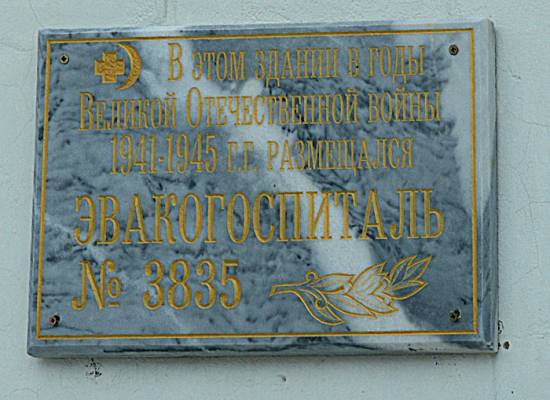 В этом здании в годы
Великой Отечественной войны
1941-1945 г.г. размещался
ЭВАКОГОСПИТАЛЬ
№ 3835